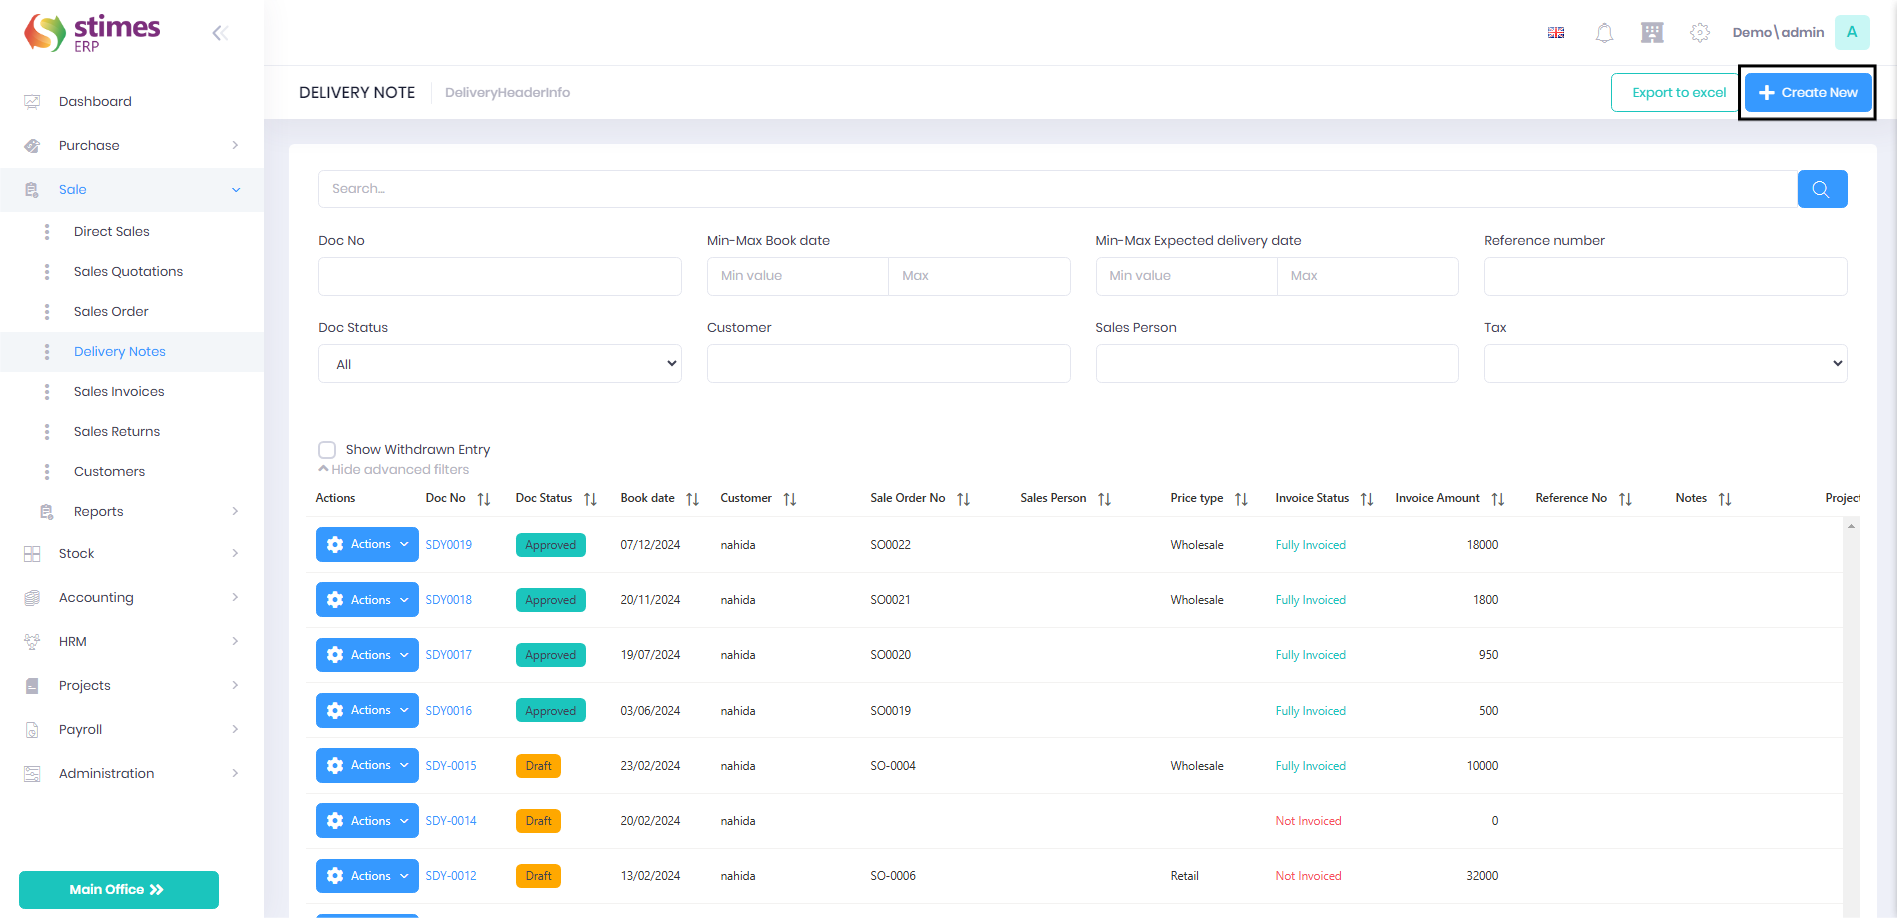 stimes
ERP
Demo\admin
A
DELIVERY NOTE
DeliveryHeaderInfo
Export to excel
Create New
Dashboard
Purchase
Sale
Direct Sales
Sales Quotations
Sales Order
Delivery Notes
Sales Invoices
Sales Returns
Customers
Reports
Stock
Accounting
HRM
Projects
Payroll
Administration
Main Office
Search...
Doc No
Min-Max Book date
Min-Max Expected delivery date
Reference number
Min value
Max
Min value
Max
Doc Status
Customer
Sales Person
Tax
All
Show Withdrawn Entry
Hide advanced filters
Actions Doc No Doc Status Book date Customer Sale Order No Sales Person Price type Invoice Status Invoice Amount Reference No Notes Project
Actions SDY0019 Approved 07/12/2024 nahida SO0022 Wholesale Fully Invoiced 18000
Actions SDY0018 Approved 20/11/2024 nahida SO0021 Wholesale Fully Invoiced 1800
Actions SDY0017 Approved 19/07/2024 nahida SO0020 Fully Invoiced 950
Actions SDY0016 Approved 03/06/2024 nahida SO0019 Fully Invoiced 500
Actions SDY-0015 Draft 23/02/2024 nahida SO-0004 Wholesale Fully Invoiced 10000
Actions SDY-0014 Draft 20/02/2024 nahida Not Invoiced 0
Actions SDY-0012 Draft 13/02/2024 nahida SO-0006 Retail Not Invoiced 32000